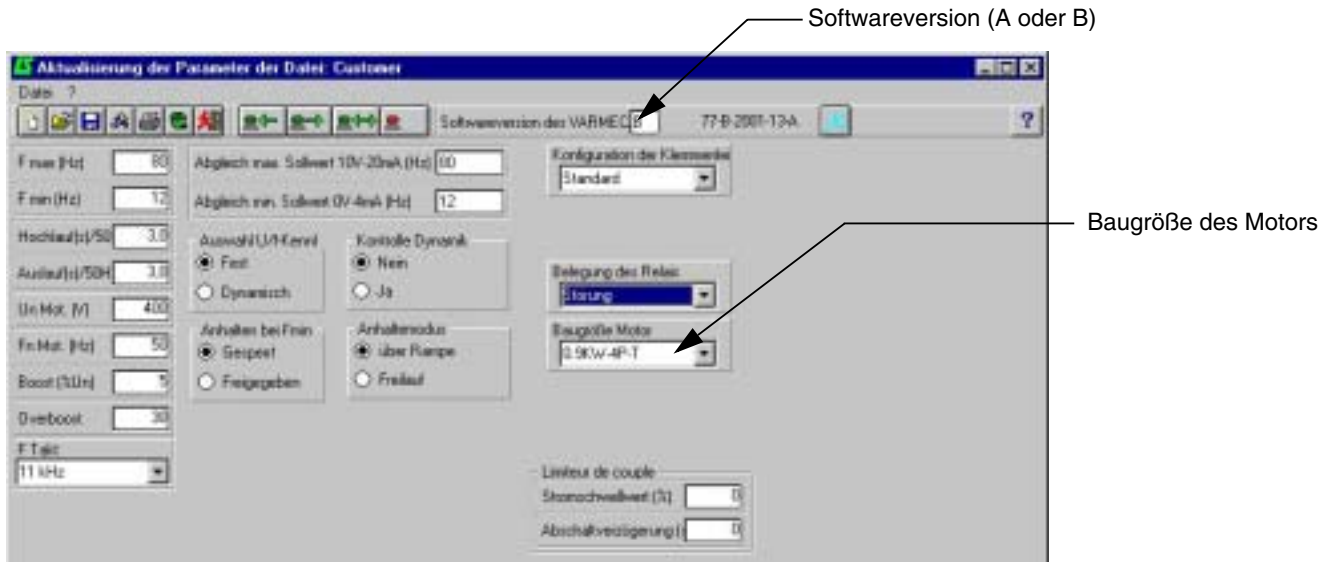 Softwareversion (A oder B)
Aktualisierung der Parameter der Datei: Customer
Datei ?
Softwareversion des VARMECA B 77-B-2001-13-A ?
F max (Hz) 80
F min (Hz) 12
Hochlauf(s)/50 3,0
Auslauf(s)/50H 3,0
Un Mot. (V) 400
Fn Mot. (Hz) 50
Boost (%Un) 5
Overboost 30
F Takt
11 kHz
Abgleich max. Sollwert 10V-20mA (Hz) 80
Abgleich min. Sollwert 0V-4mA (Hz) 12
Auswahl U/f-Kennl
Fest
Dynamisch
Kontrolle Dynamik
Nein
Ja
Anhalten bei Fmin
Gesperrt
Freigegeben
Anhaltemodus
über Rampe
Freilauf
Konfiguration der Klemmenlei
Standard
Belegung des Relais
Störung
Baugröße Motor
0.9KW-4P-T
Baugröße des Motors
Limiteur de couple
Stromschwellwert (%) 0
Abschaltverzögerung ( 0